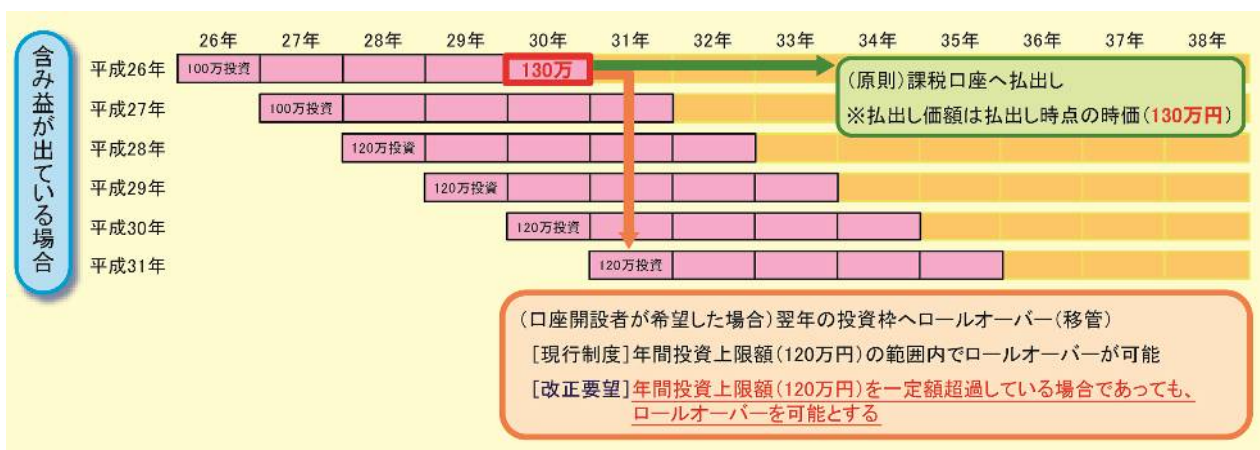 含み益が出ている場合
26年 27年 28年 29年 30年 31年 32年 33年 34年 35年 36年 37年 38年
平成26年 100万投資 130万
平成27年 100万投資
平成28年 120万投資
平成29年 120万投資
平成30年 120万投資
平成31年 120万投資
(原則)課税口座へ払出し
※払出し価額は払出し時点の時価(130万円)
(口座開設者が希望した場合)翌年の投資枠へロールオーバー(移管)
[現行制度]年間投資上限額(120万円)の範囲内でロールオーバーが可能
[改正要望]年間投資上限額(120万円)を一定額超過している場合であっても、
ロールオーバーを可能とする